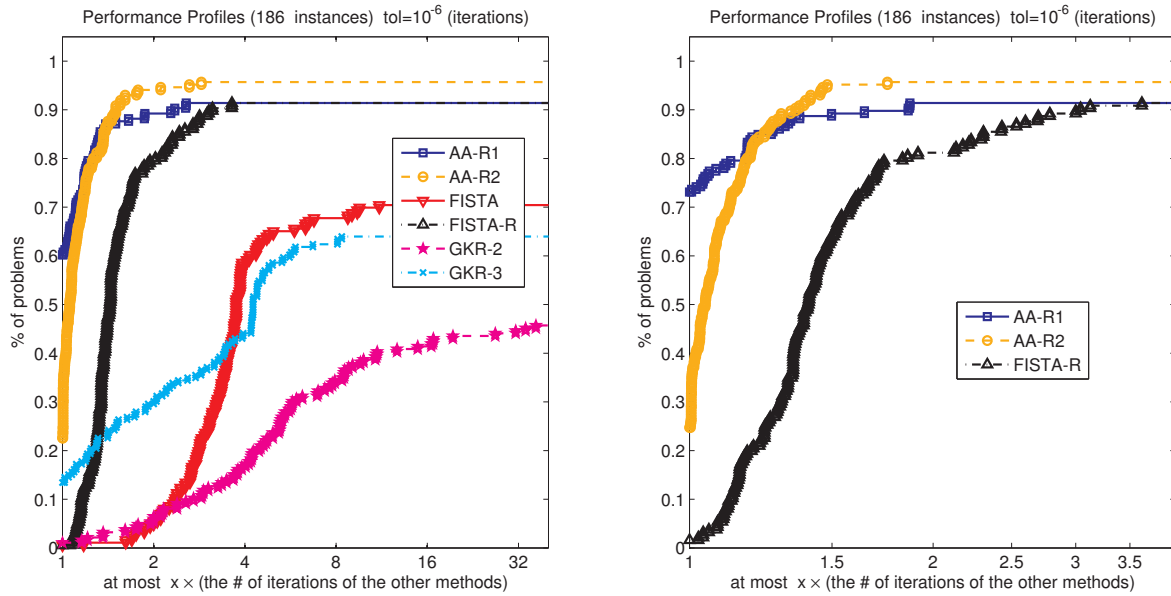 Performance Profiles (186 instances) tol=10^-6 (iterations)
1
0.9
0.8
0.7
0.6
0.5
0.4
0.3
0.2
0.1
0
% of problems
AA-R1
AA-R2
FISTA
FISTA-R
GKR-2
GKR-3
1 2 4 8 16 32
at most x × (the # of iterations of the other methods)
Performance Profiles (186 instances) tol=10^-6 (iterations)
1
0.9
0.8
0.7
0.6
0.5
0.4
0.3
0.2
0.1
0
% of problems
AA-R1
AA-R2
FISTA-R
1 1.5 2 2.5 3 3.5
at most x × (the # of iterations of the other methods)